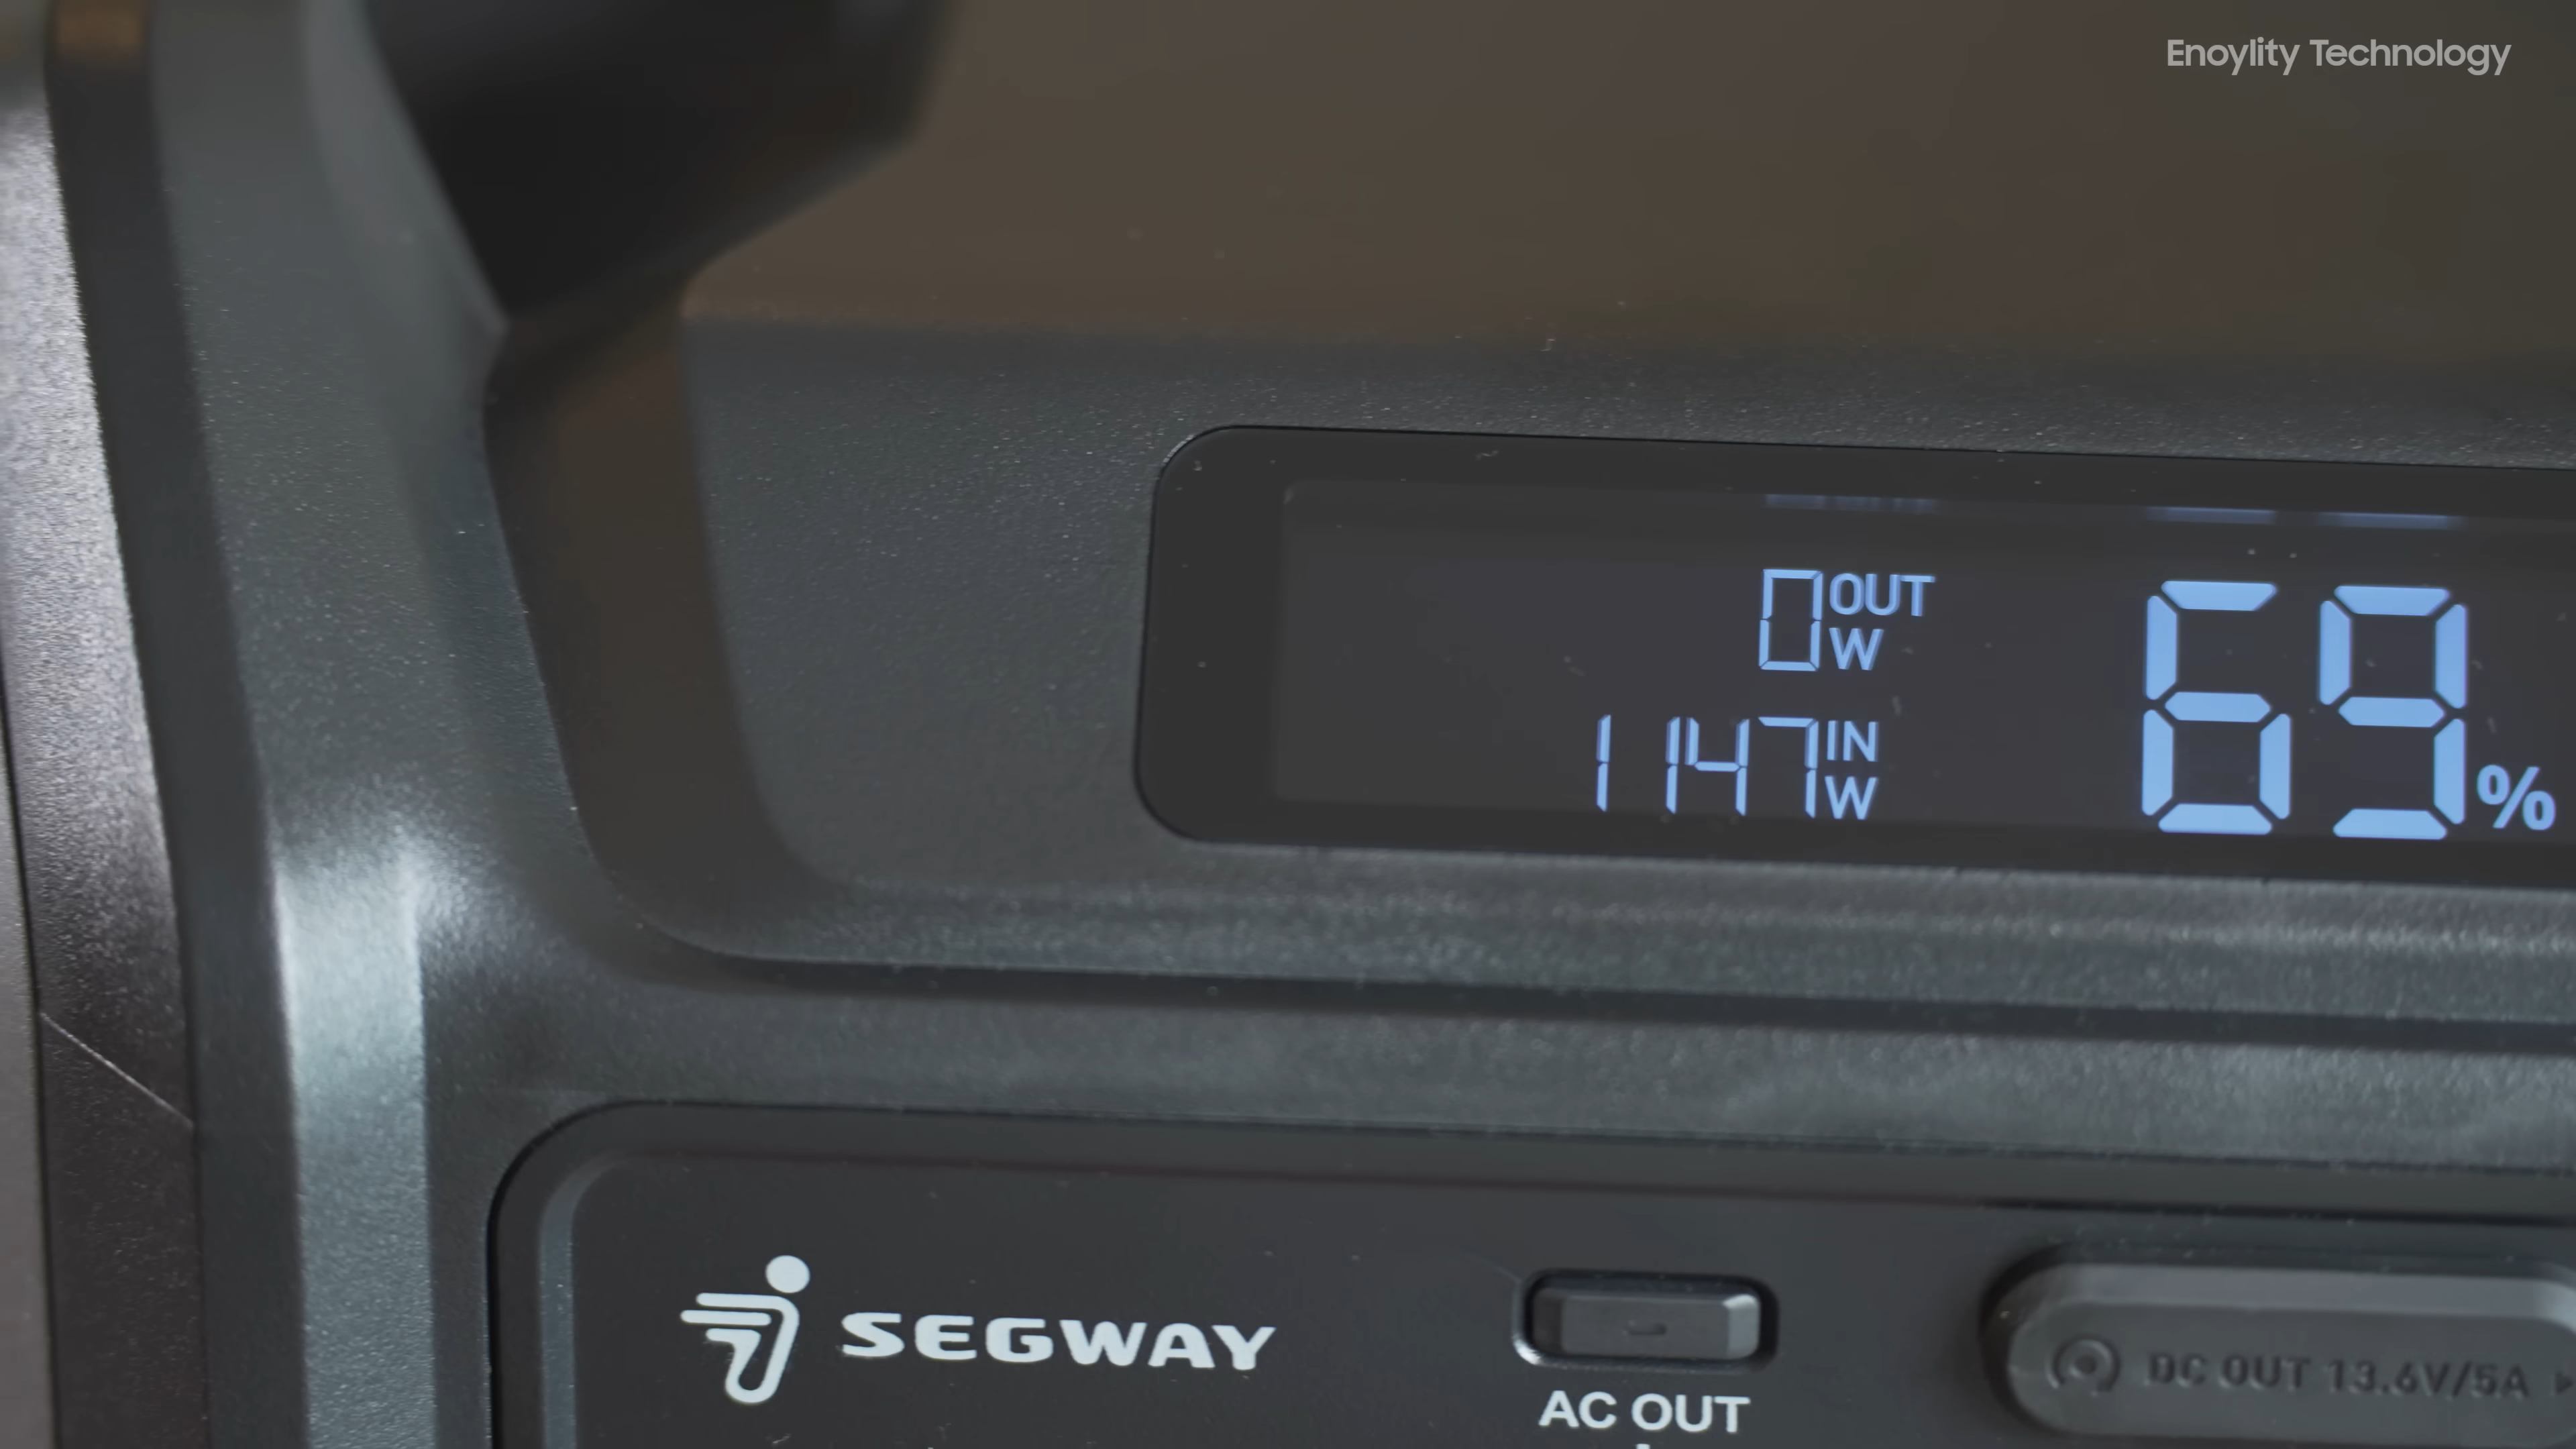 Enoylity Technology
0 OUT W
1147 IN W
69%
SEGWAY
AC OUT
DC OUT 13.6V/5A